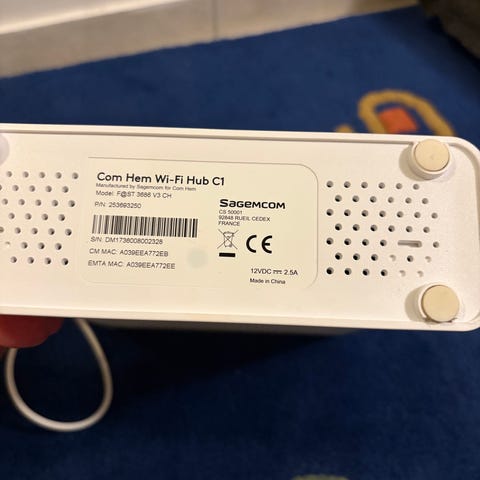 Com Hem Wi-Fi Hub C1
Manufactured by Sagemcom for Com Hem
Model: F@ST 3686 V3 CH
P/N: 253693250
S/N: DM1736008002328
CM MAC: A039EEA772EB
EMTA MAC: A039EEA772EE
SAGEMCOM
CS 50001
92848 RUEIL CEDEX
FRANCE
CE
12VDC ⎓ 2.5A
Made in China